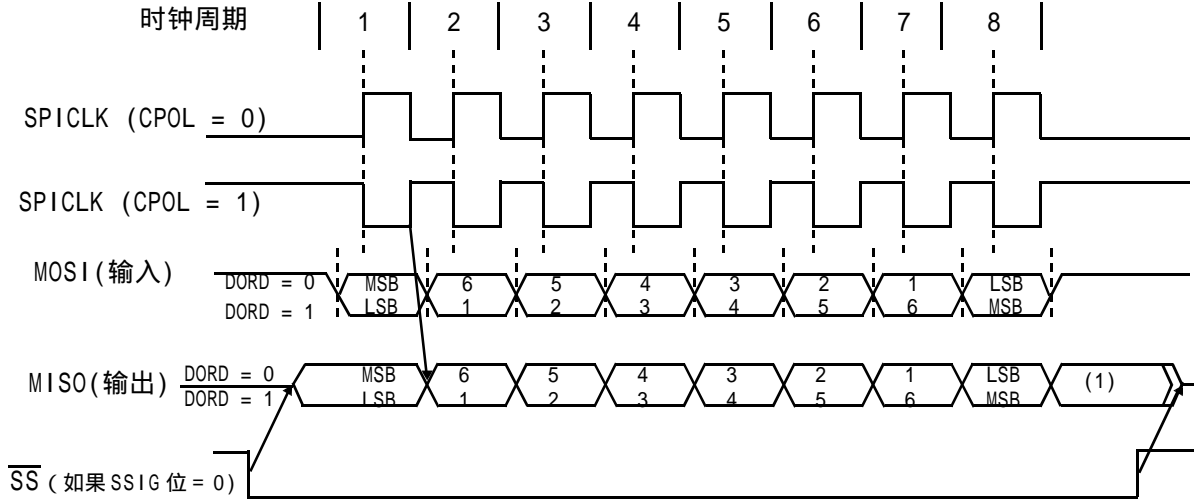 时钟周期 1 2 3 4 5 6 7 8
SPICLK (CPOL = 0)
SPICLK (CPOL = 1)
MOSI(输入)
DORD = 0 MSB 6 5 4 3 2 1 LSB
DORD = 1 LSB 1 2 3 4 5 6 MSB
MISO(输出)
DORD = 0 MSB 6 5 4 3 2 1 LSB (1)
DORD = 1 LSB 1 2 3 4 5 6 MSB
SS (如果SSIG位=0)